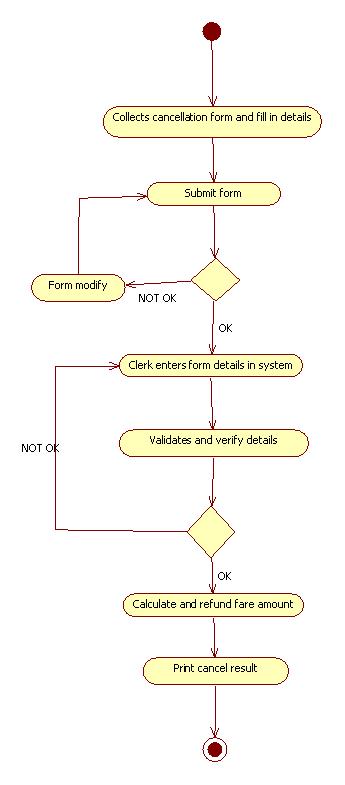 Collects cancellation form and fill in details
Submit form
Form modify
NOT OK
OK
Clerk enters form details in system
Validates and verify details
NOT OK
OK
Calculate and refund fare amount
Print cancel result